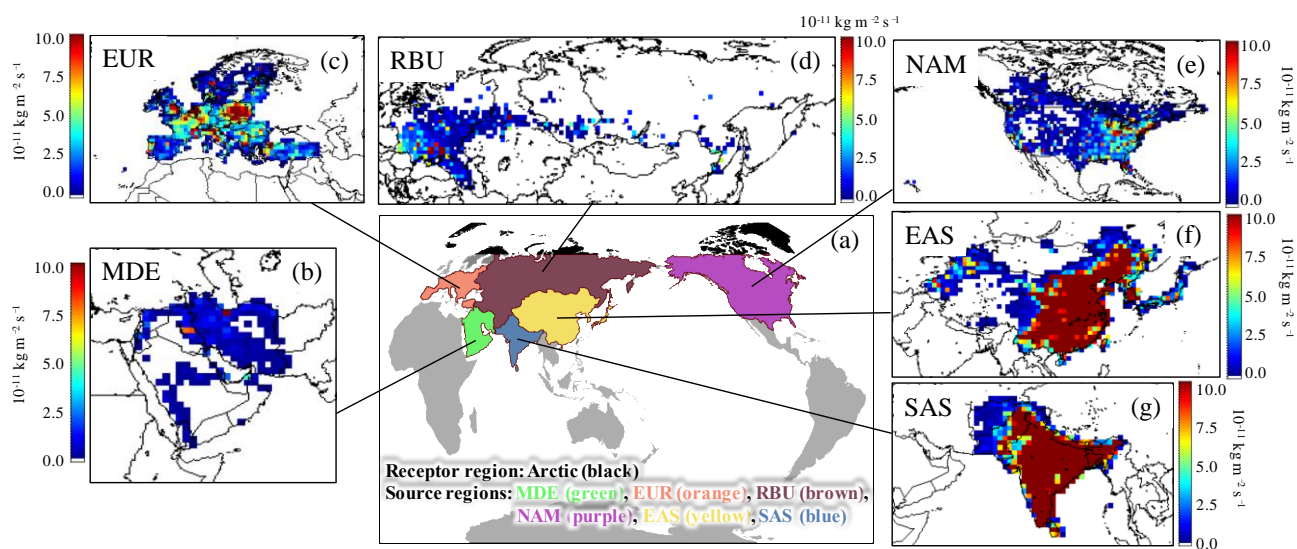 10⁻¹¹ kg m⁻² s⁻¹
EUR
(c)
10.0
7.5
5.0
2.5
0.0
10⁻¹¹ kg m⁻² s⁻¹
RBU
(d)
10.0
7.5
5.0
2.5
0.0
NAM
(e)
10.0
7.5
5.0
2.5
0.0
10⁻¹¹ kg m⁻² s⁻¹
MDE
(b)
10.0
7.5
5.0
2.5
0.0
10⁻¹¹ kg m⁻² s⁻¹
(a)
Receptor region: Arctic (black)
Source regions: MDE (green), EUR (orange), RBU (brown),
NAM (purple), EAS (yellow), SAS (blue)
EAS
(f)
10.0
7.5
5.0
2.5
0.0
10⁻¹¹ kg m⁻² s⁻¹
SAS
(g)
10.0
7.5
5.0
2.5
0.0
10⁻¹¹ kg m⁻² s⁻¹